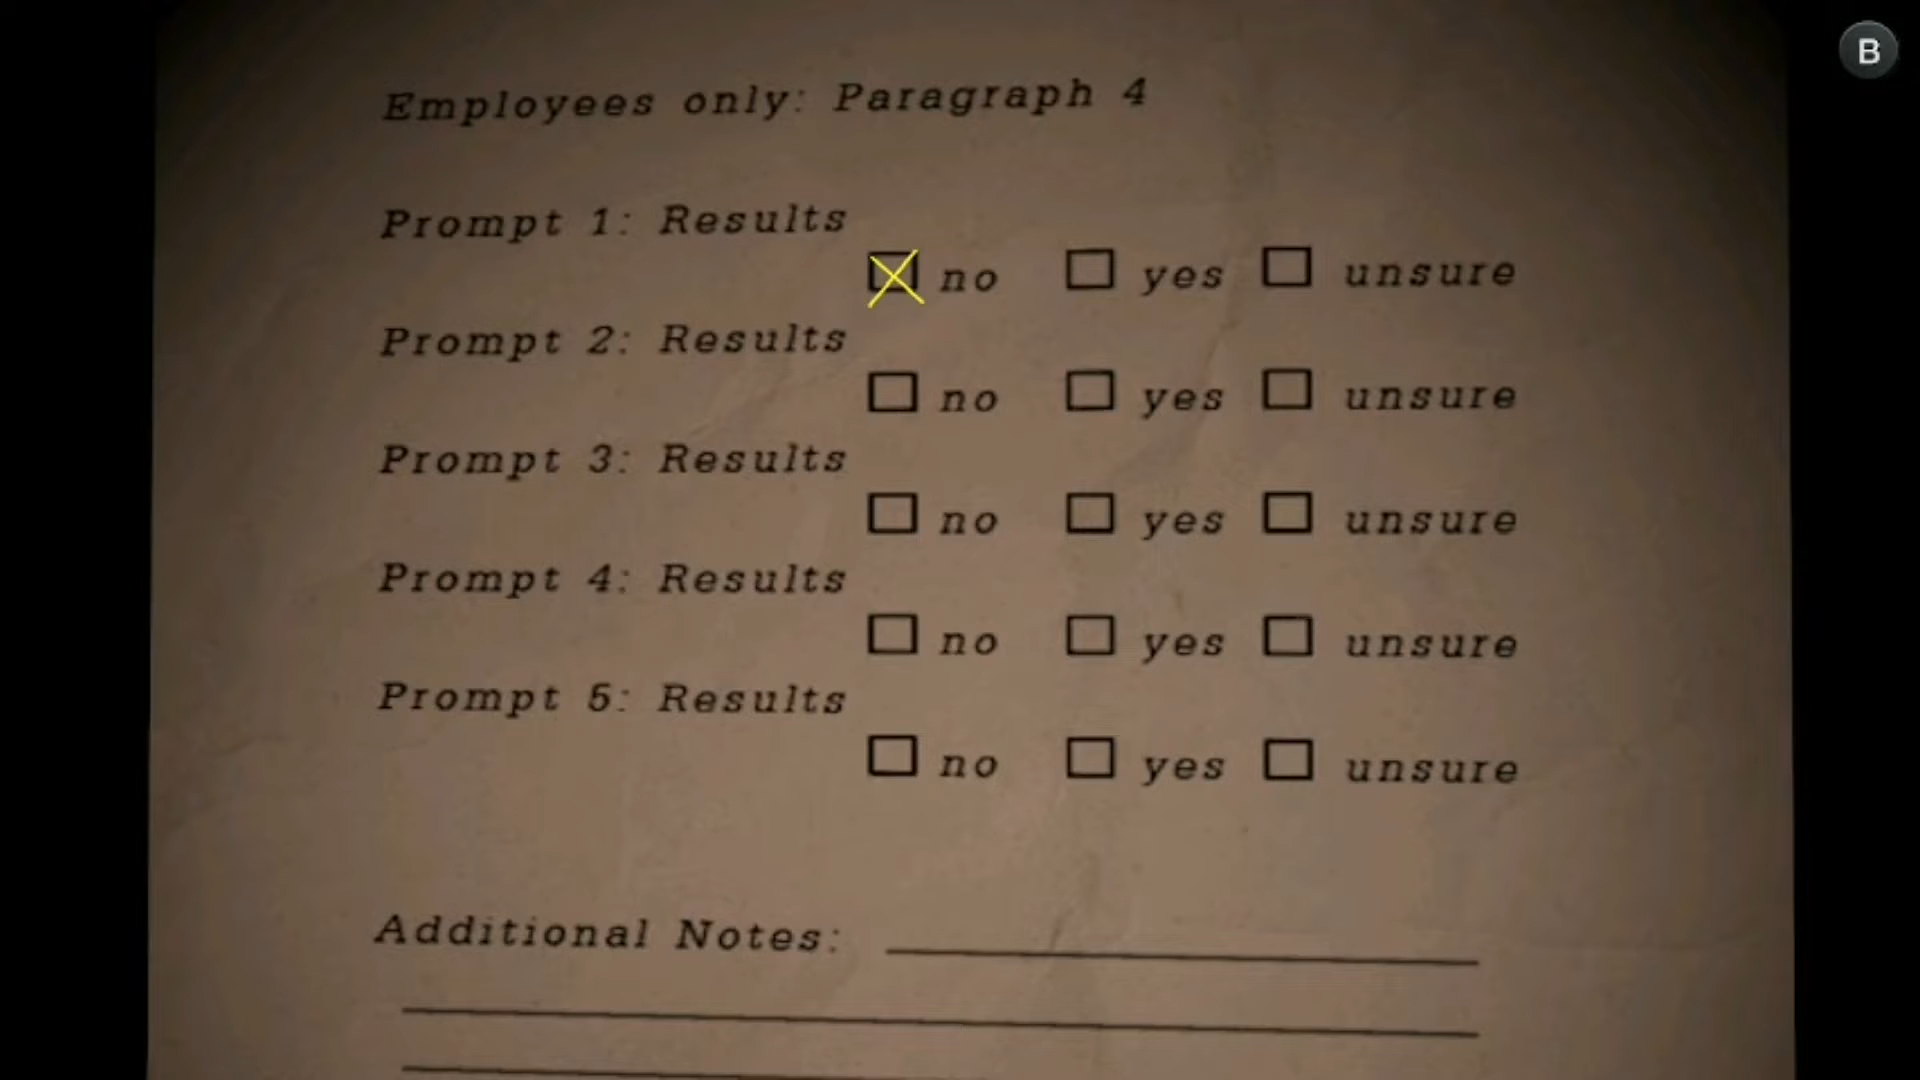 B
Employees only: Paragraph 4
Prompt 1: Results
no yes unsure
Prompt 2: Results
no yes unsure
Prompt 3: Results
no yes unsure
Prompt 4: Results
no yes unsure
Prompt 5: Results
no yes unsure
Additional Notes: